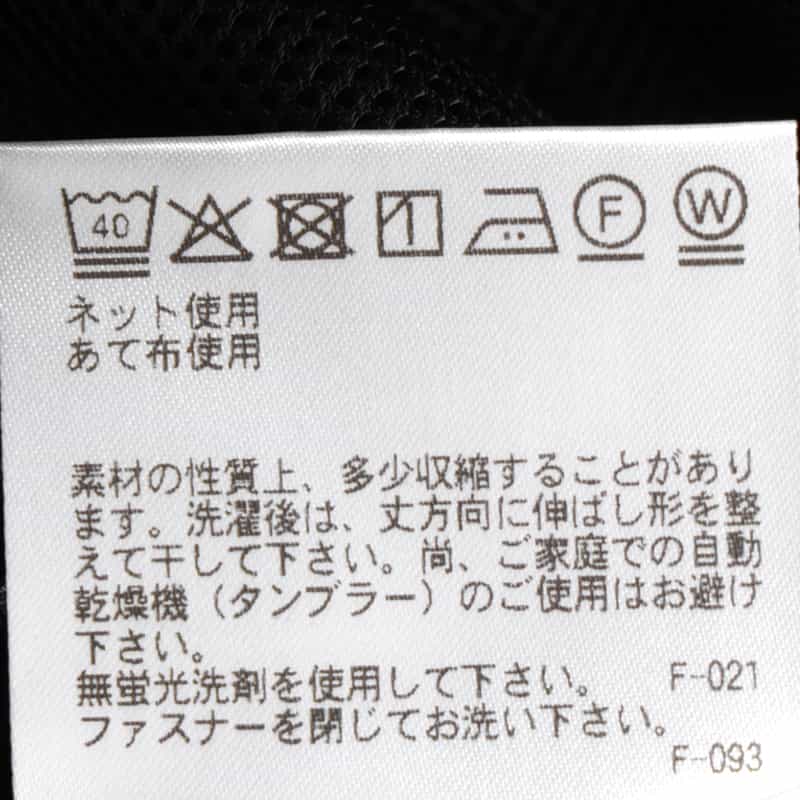 40 F W
ネット使用
あて布使用
素材の性質上、多少収縮することがあり
ます。洗濯後は、丈方向に伸ばし形を整
えて干して下さい。尚、ご家庭での自動
乾燥機（タンブラー）のご使用はお避け
下さい。
無蛍光洗剤を使用して下さい。 F-021
ファスナーを閉じてお洗い下さい。
F-093